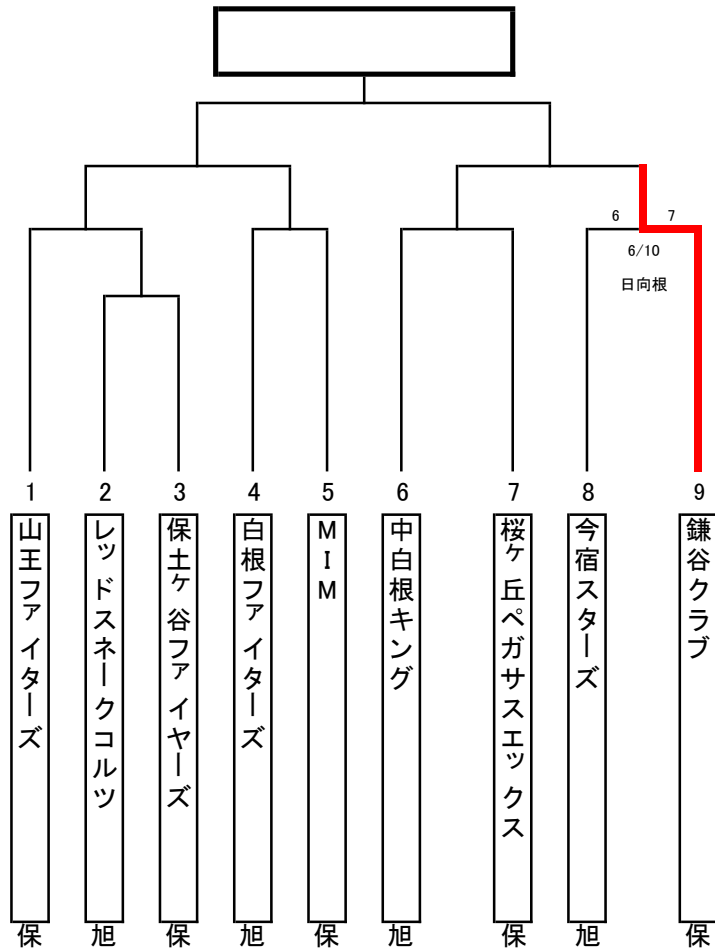 6 7
6/10
日向根
1 2 3 4 5 6 7 8 9
山王ファイターズ
レッドスネークコルツ
保土ヶ谷ファイヤーズ
白根ファイターズ
MIM
中白根キング
桜ヶ丘ペガサスエックス
今宿スターズ
鎌谷クラブ
保 旭 保 旭 保 旭 保 旭 保